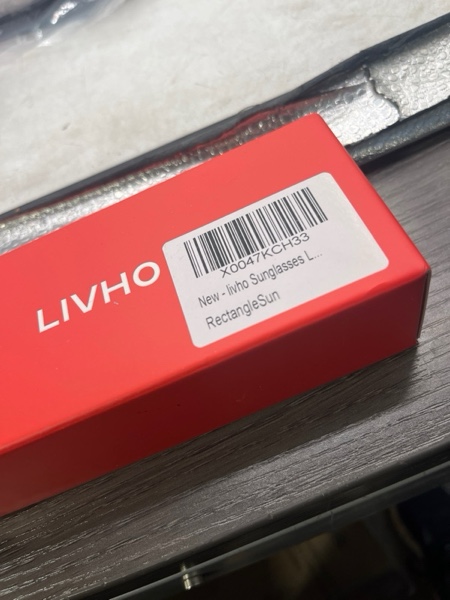 LIVHO
X0047KCH33
New - livho Sunglasses L...
RectangleSun